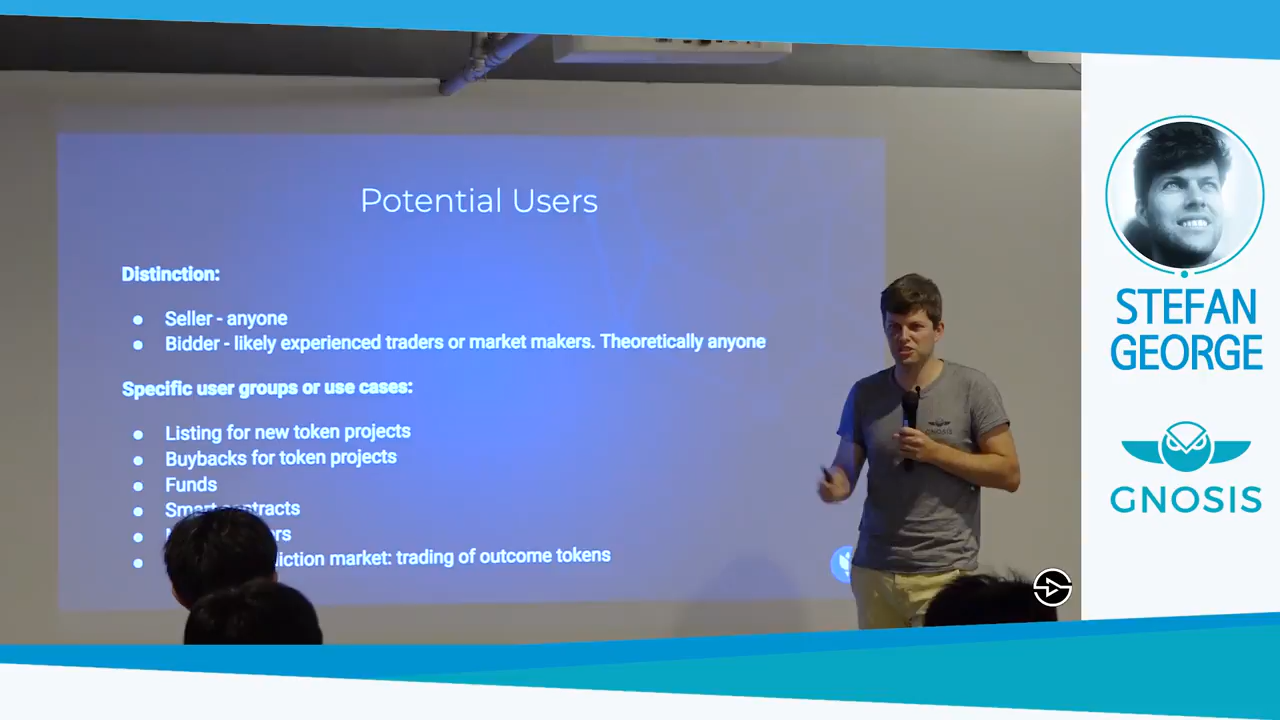 Potential Users
Distinction:
Seller - anyone
Bidder - likely experienced traders or market makers. Theoretically anyone
Specific user groups or use cases:
Listing for new token projects
Buybacks for token projects
Funds
Smart contracts
market: trading of outcome tokens
GNOSIS
STEFAN
GEORGE
GNOSIS